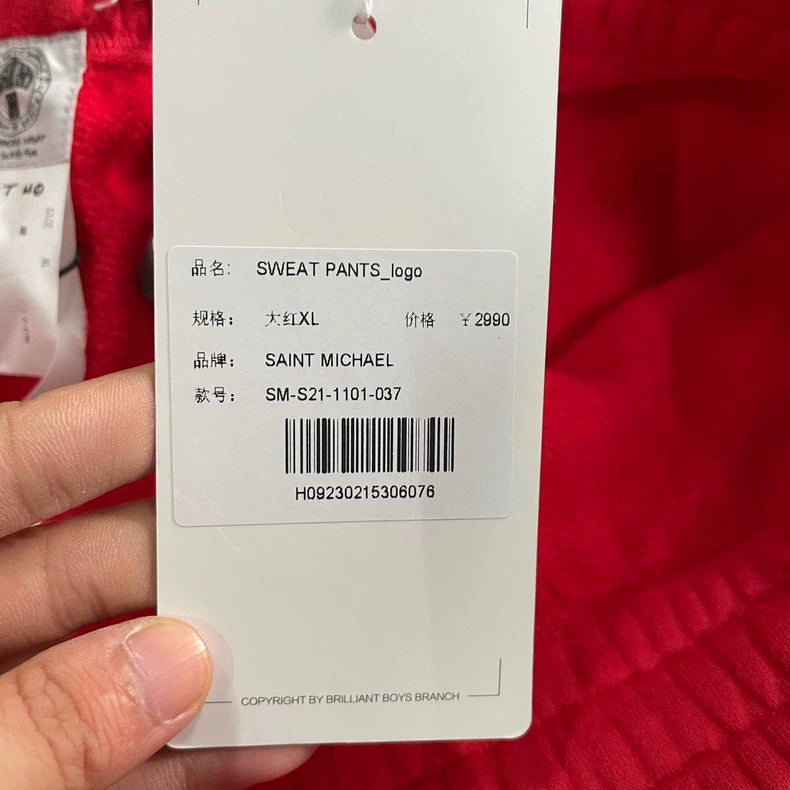 T NO
品名: SWEAT PANTS_logo
规格: 大红XL 价格 ¥2990
品牌: SAINT MICHAEL
款号: SM-S21-1101-037
H09230215306076
COPYRIGHT BY BRILLIANT BOYS BRANCH